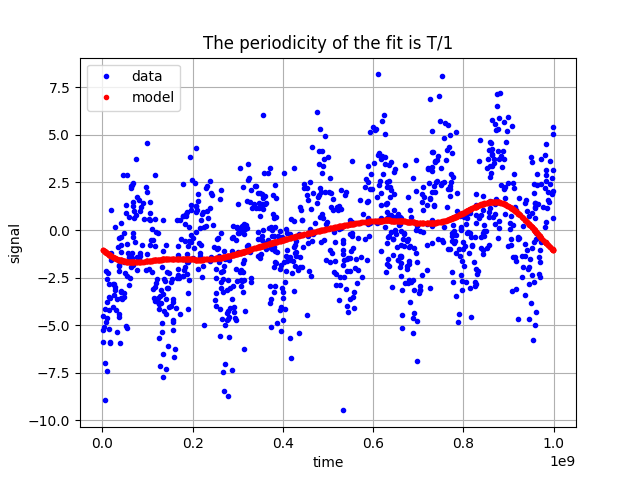 The periodicity of the fit is T/1
data
model
7.5
5.0
2.5
0.0
−2.5
−5.0
−7.5
−10.0
signal
0.0
0.2
0.4
0.6
0.8
1.0
1e9
time